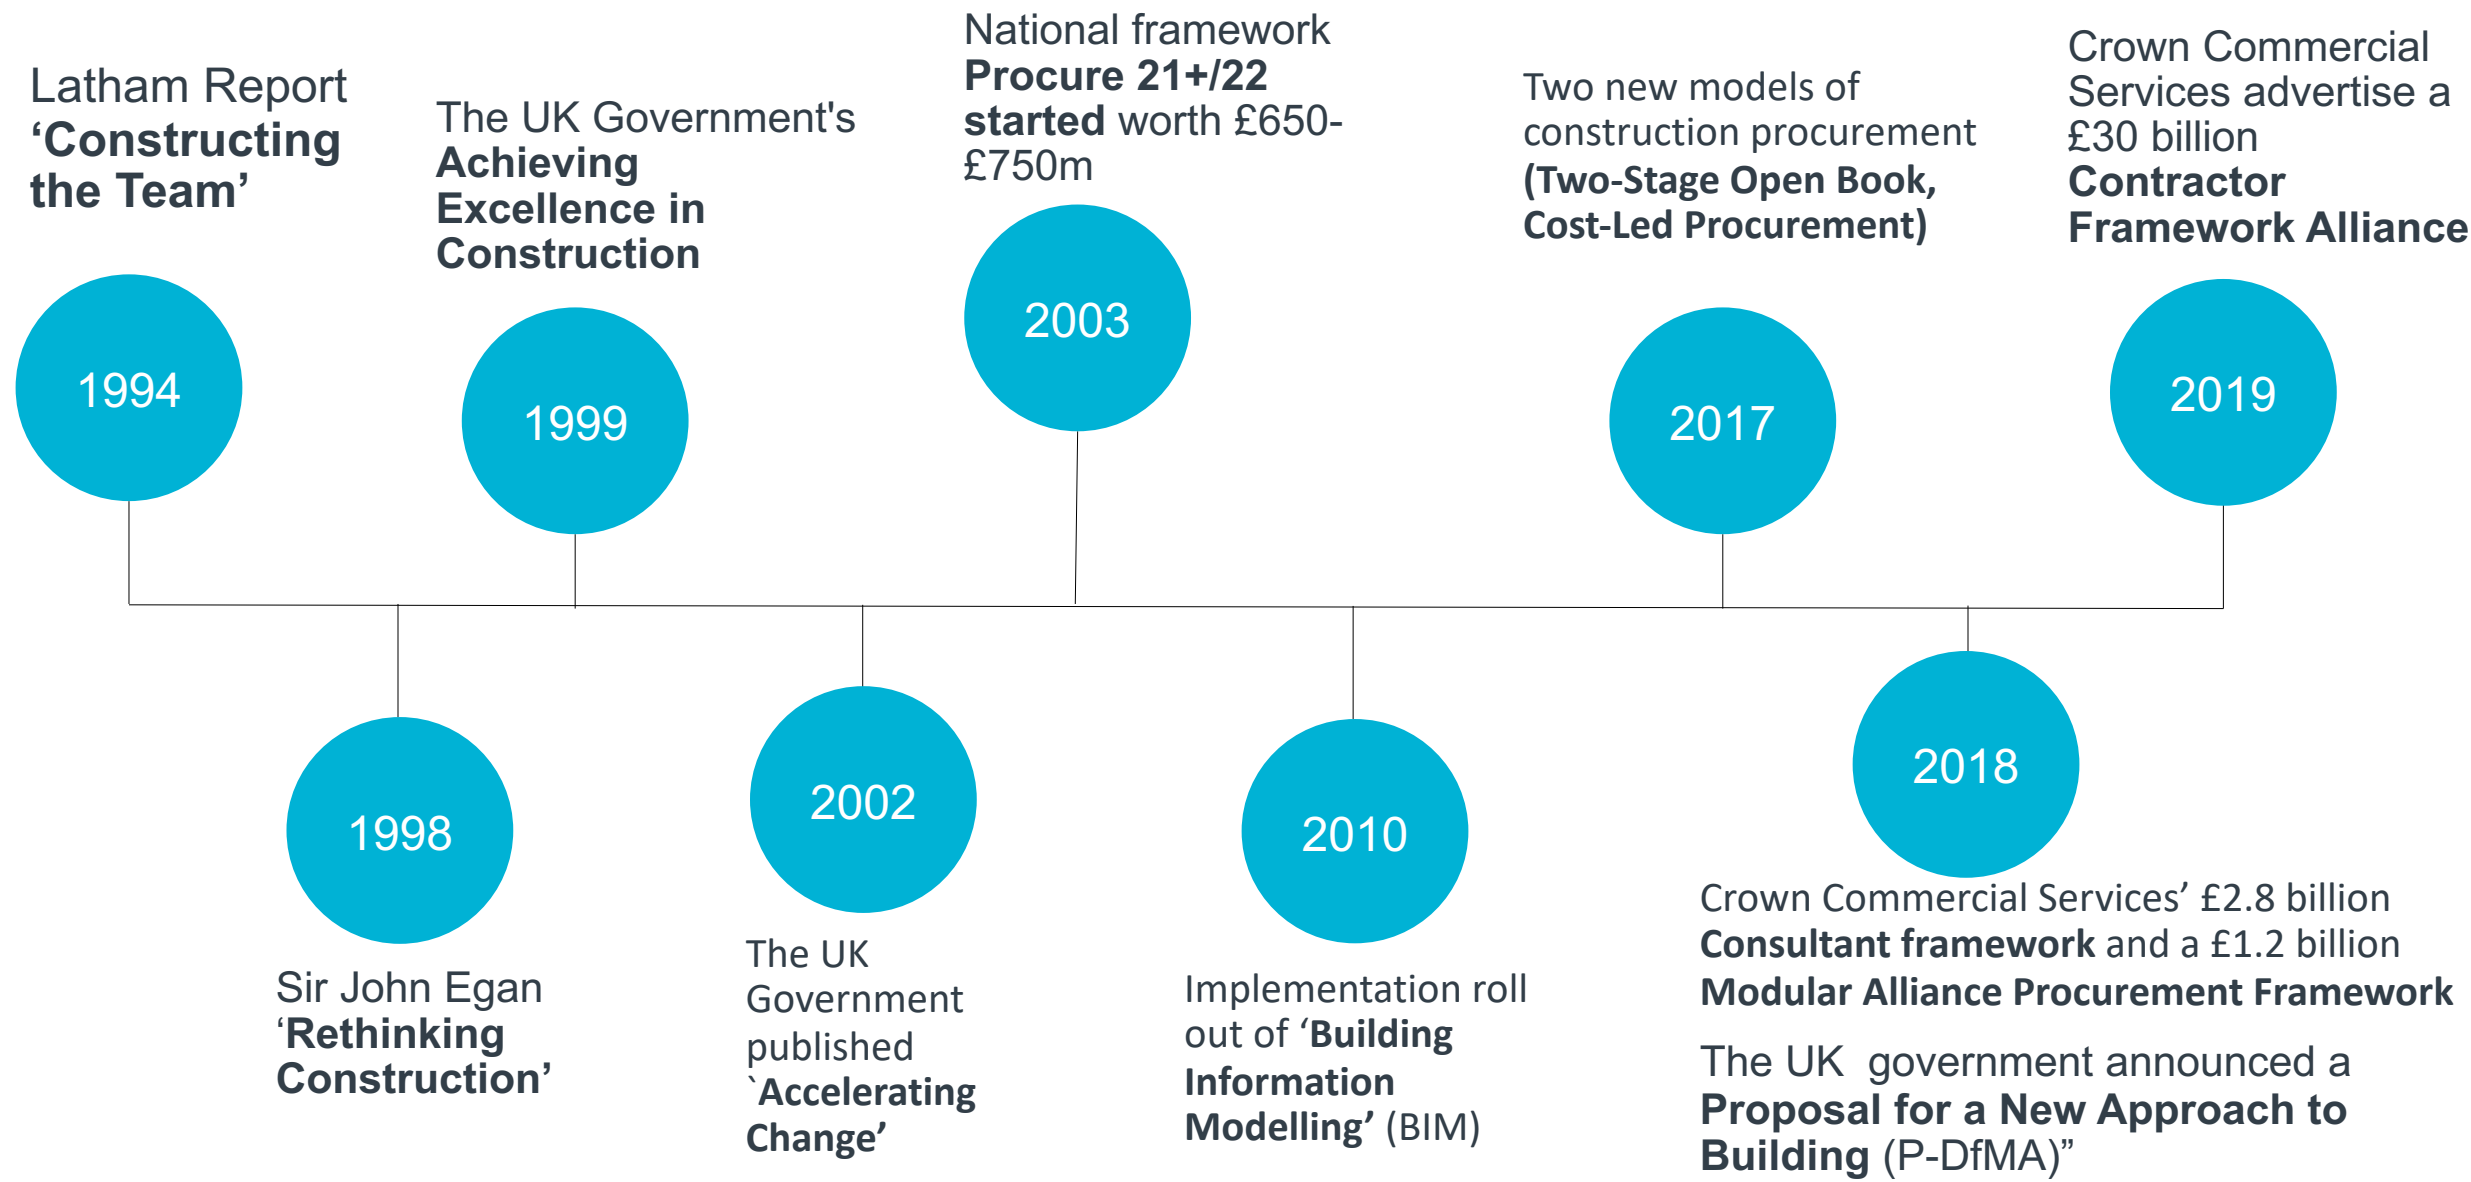 Latham Report
‘Constructing
the Team’
1994
Sir John Egan
‘Rethinking
Construction’
1998
The UK Government's
Achieving
Excellence in
Construction
1999
The UK
Government
published
`Accelerating
Change’
2002
National framework
Procure 21+/22
started worth £650-
£750m
2003
Implementation roll
out of ‘Building
Information
Modelling’ (BIM)
2010
Two new models of
construction procurement
(Two-Stage Open Book,
Cost-Led Procurement)
2017
2018
Crown Commercial Services’ £2.8 billion
Consultant framework and a £1.2 billion
Modular Alliance Procurement Framework
The UK  government announced a
Proposal for a New Approach to
Building (P-DfMA)”
Crown Commercial
Services advertise a
£30 billion
Contractor
Framework Alliance
2019